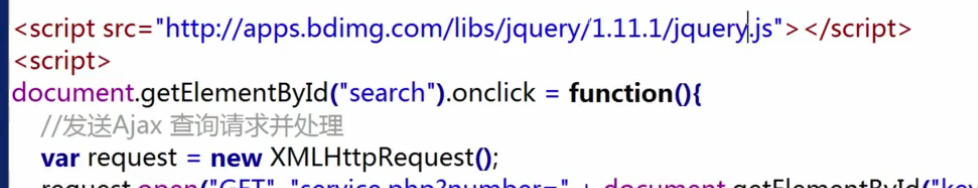 <script src="http://apps.bdimg.com/libs/jquery/1.11.1/jquery.js"></script>
<script>
document.getElementById("search").onclick = function(){
//发送Ajax 查询请求并处理
var request = new XMLHttpRequest();
request.open("GET", "service.php?number=" + document.getElementById("key